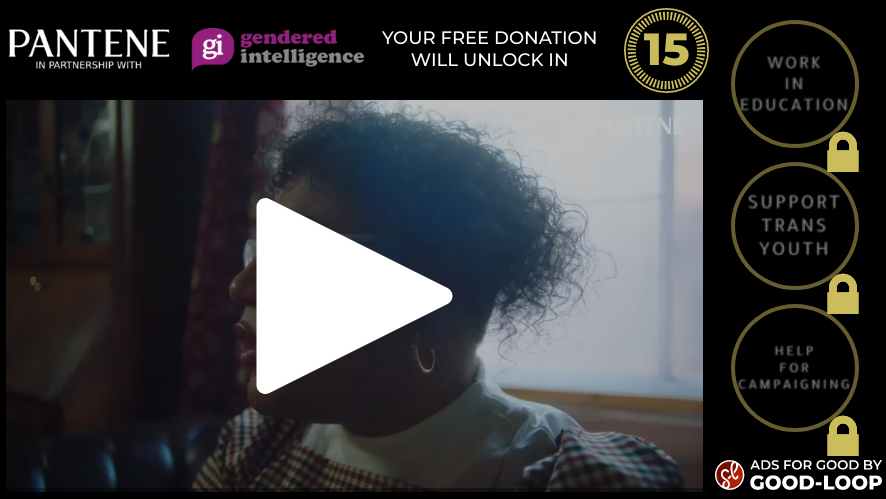 PANTENE
IN PARTNERSHIP WITH
gi
gendered
intelligence
YOUR FREE DONATION
WILL UNLOCK IN
15
PANTENE
WORK
IN
EDUCATION
SUPPORT
TRANS
YOUTH
HELP
FOR
CAMPAIGNING
ADS FOR GOOD BY
GOOD-LOOP